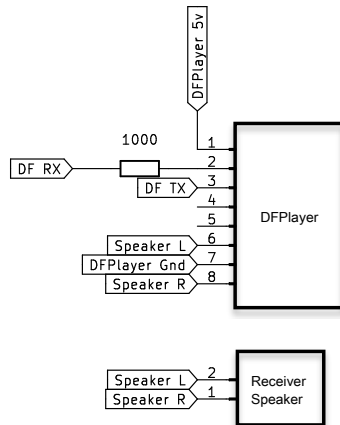 DFPlayer 5v
1000
1
DF RX
2
DF TX
3
4
5
Speaker L
6
DFPlayer Gnd
7
Speaker R
8
DFPlayer
Speaker L
2
Speaker R
1
Receiver
Speaker